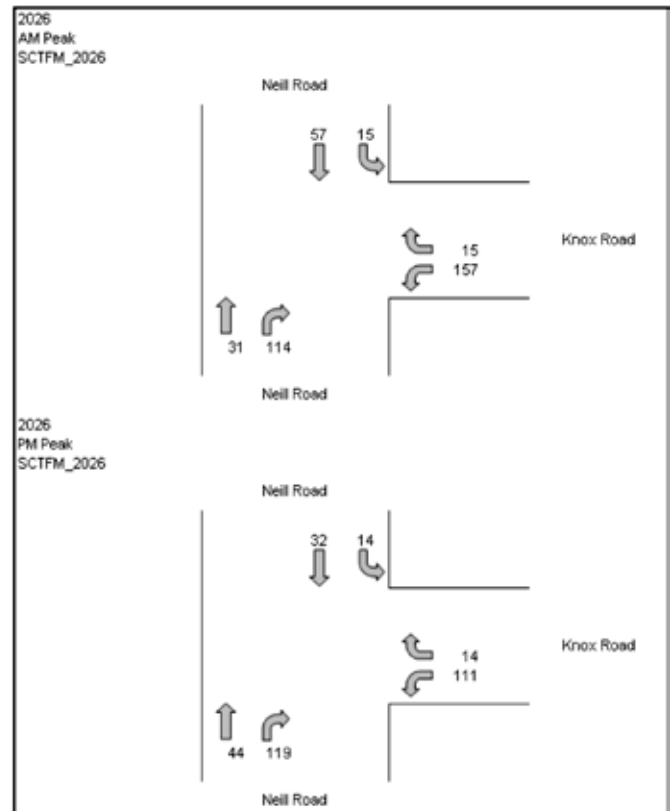 2026
AM Peak
SCTFM_2026
Neill Road
57 15
15
Knox Road
157
31 114
Neill Road
2026
PM Peak
SCTFM_2026
Neill Road
32 14
14
Knox Road
111
44 119
Neill Road